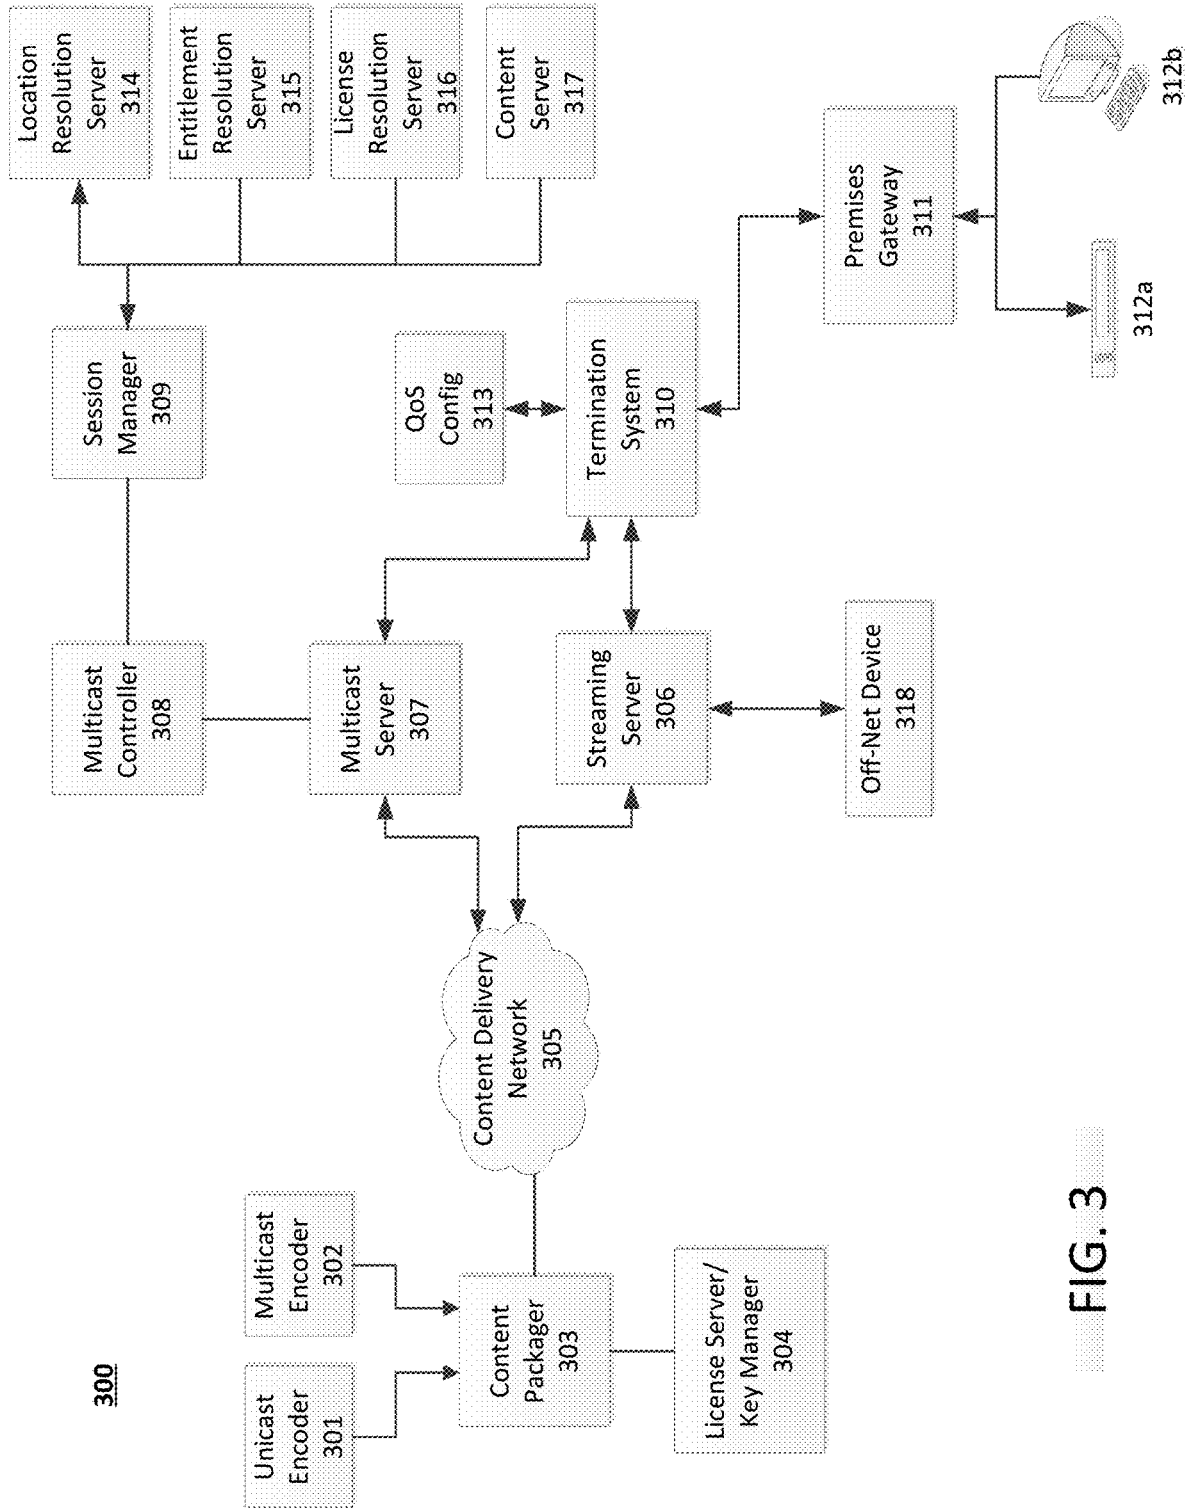 300
Unicast
Encoder
301
Multicast
Encoder
302
Content
Packager
303
License Server/
Key Manager
304
Content Delivery
Network
305
Multicast
Controller
308
Multicast
Server
307
Streaming
Server
306
Off-Net Device
318
Session
Manager
309
QoS
Config
313
Termination
System
310
Location
Resolution
Server
314
Entitlement
Resolution
Server
315
License
Resolution
Server
316
Content
Server
317
Premises
Gateway
311
312a
312b
FIG. 3